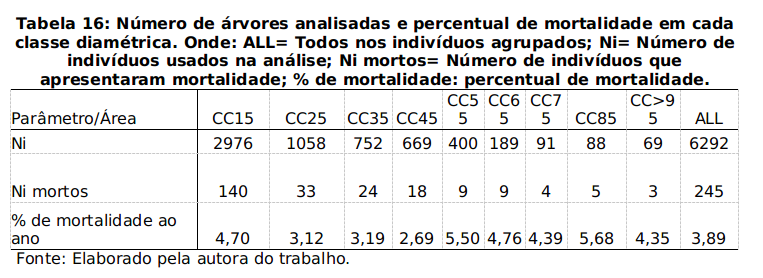 Tabela 16: Número de árvores analisadas e percentual de mortalidade em cada
classe diamétrica. Onde: ALL= Todos nos indivíduos agrupados; Ni= Número de
indivíduos usados na análise; Ni mortos= Número de indivíduos que
apresentaram mortalidade; % de mortalidade: percentual de mortalidade.
Parâmetro/Área CC15 CC25 CC35 CC45 CC55 CC65 CC75 CC85 CC>95 ALL
Ni 2976 1058 752 669 400 189 91 88 69 6292
Ni mortos 140 33 24 18 9 9 4 5 3 245
% de mortalidade ao
ano 4,70 3,12 3,19 2,69 5,50 4,76 4,39 5,68 4,35 3,89
Fonte: Elaborado pela autora do trabalho.